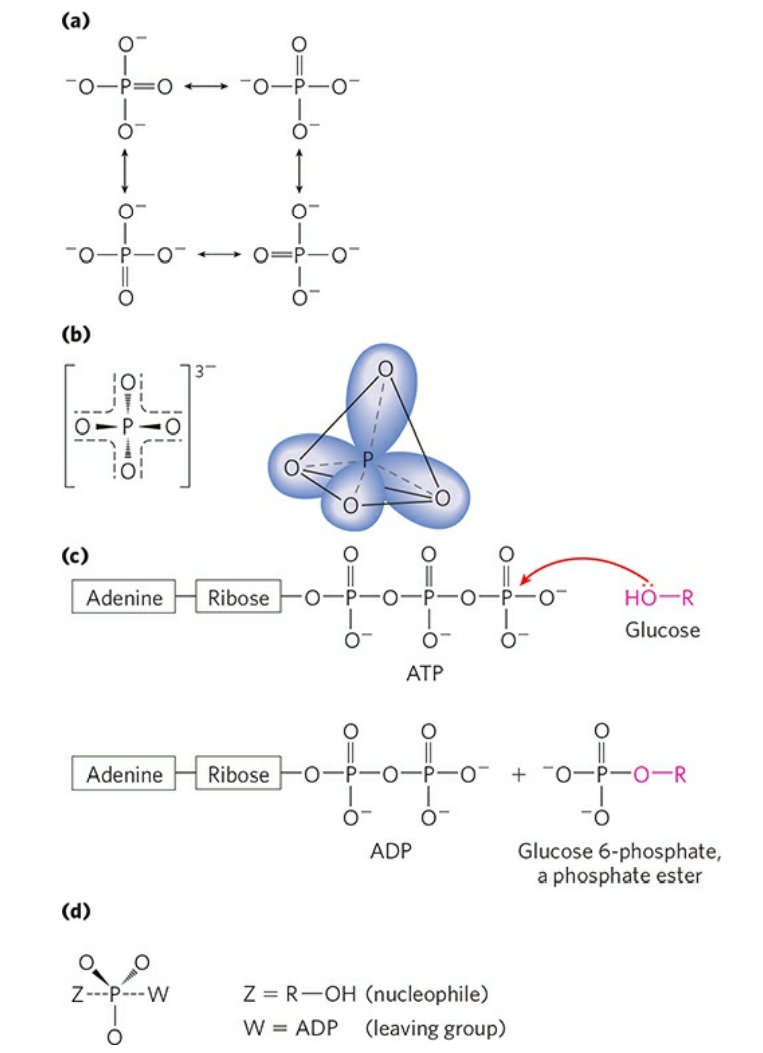 (a)
O⁻ O
⁻O—P=O ↔ ⁻O—P—O⁻
O⁻ O⁻
O⁻ O⁻
⁻O—P—O⁻ ↔ O=P—O⁻
O O⁻
(b)
3−
O
O P O
O
O
P
O
O
O
(c)
O O O
Adenine Ribose —O—P—O—P—O—P—O⁻ HÖ—R
O⁻ O⁻ O⁻ Glucose
ATP
O O O
Adenine Ribose —O—P—O—P—O⁻ + ⁻O—P—O—R
O⁻ O⁻ ⁻O
ADP Glucose 6-phosphate,
a phosphate ester
(d)
O O
Z---P---W Z = R—OH (nucleophile)
O W = ADP (leaving group)